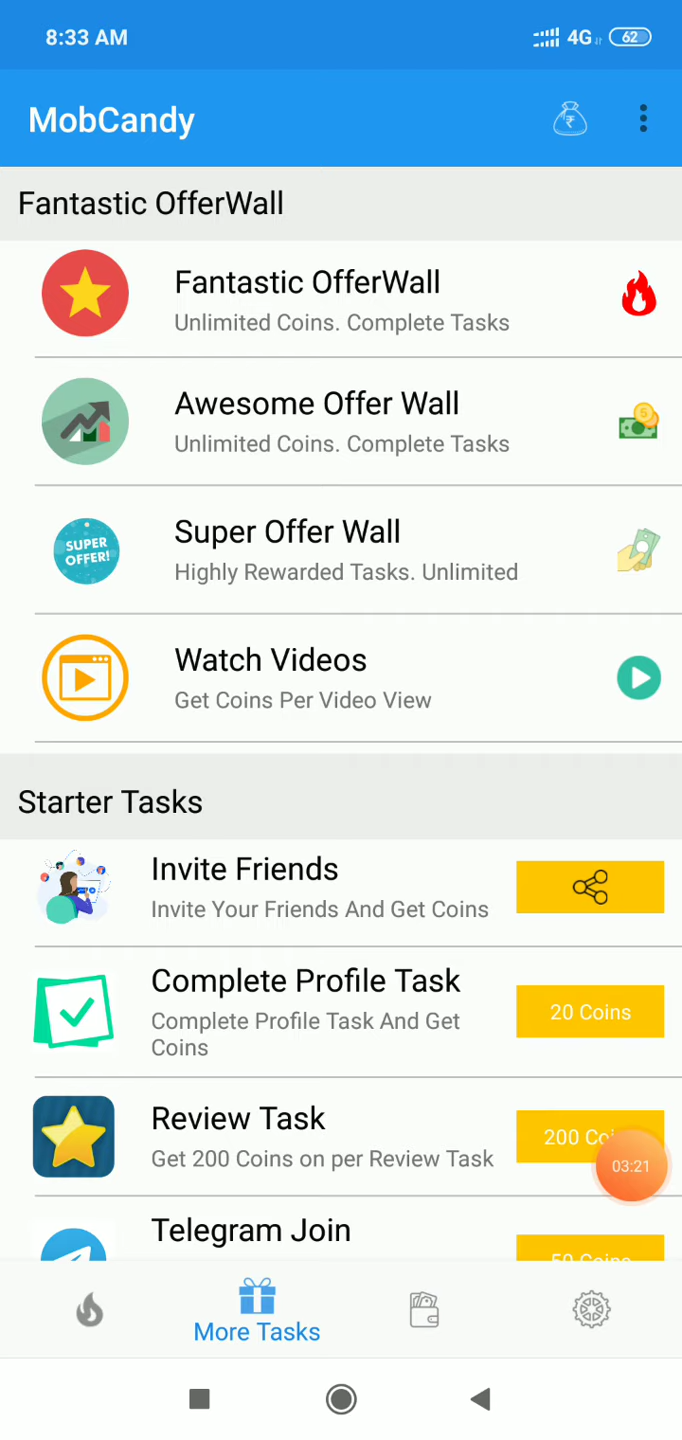 8:33 AM
4G
62
MobCandy
Fantastic OfferWall
Fantastic OfferWall
Unlimited Coins. Complete Tasks
Awesome Offer Wall
Unlimited Coins. Complete Tasks
5
SUPER
OFFER!
Super Offer Wall
Highly Rewarded Tasks. Unlimited
Watch Videos
Get Coins Per Video View
Starter Tasks
Invite Friends
Invite Your Friends And Get Coins
Complete Profile Task
Complete Profile Task And Get
Coins
20 Coins
Review Task
Get 200 Coins on per Review Task
200
03:21
Telegram Join
50 Coins
More Tasks